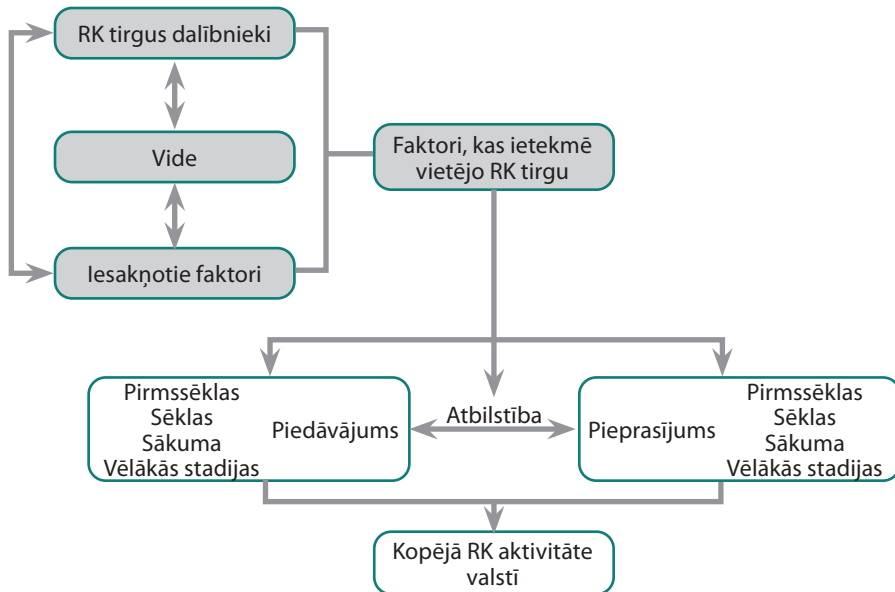 RK tirgus dalībnieki
Vide
Iesakņotie faktori
Faktori, kas ietekmē
vietējo RK tirgu
Pirmssēklas
Sēklas
Sākuma
Vēlākās stadijas
Piedāvājums
Atbilstība
Pieprasījums
Pirmssēklas
Sēklas
Sākuma
Vēlākās stadijas
Kopējā RK aktivitāte
valstī